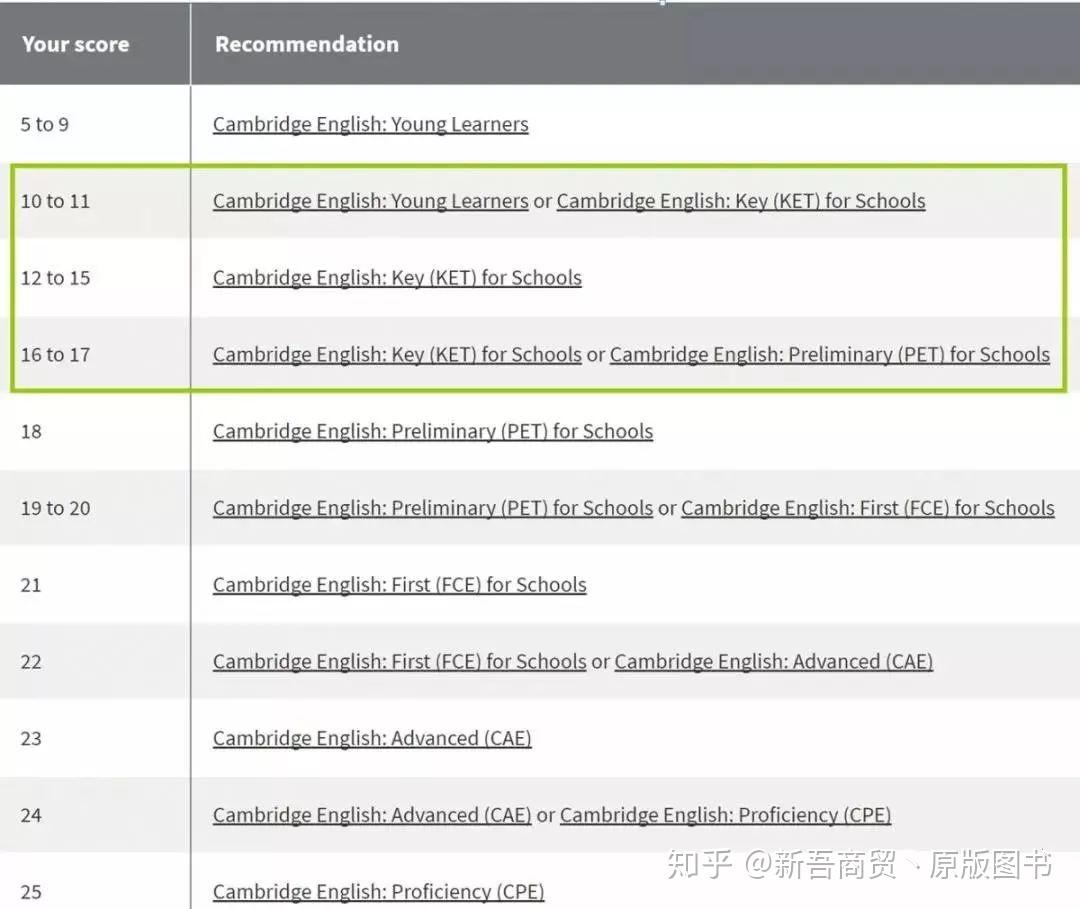 Your score Recommendation
5 to 9 Cambridge English: Young Learners
10 to 11 Cambridge English: Young Learners or Cambridge English: Key (KET) for Schools
12 to 15 Cambridge English: Key (KET) for Schools
16 to 17 Cambridge English: Key (KET) for Schools or Cambridge English: Preliminary (PET) for Schools
18 Cambridge English: Preliminary (PET) for Schools
19 to 20 Cambridge English: Preliminary (PET) for Schools or Cambridge English: First (FCE) for Schools
21 Cambridge English: First (FCE) for Schools
22 Cambridge English: First (FCE) for Schools or Cambridge English: Advanced (CAE)
23 Cambridge English: Advanced (CAE)
24 Cambridge English: Advanced (CAE) or Cambridge English: Proficiency (CPE)
知乎 @新吾商贸丶原版图书
25 Cambridge English: Proficiency (CPE)